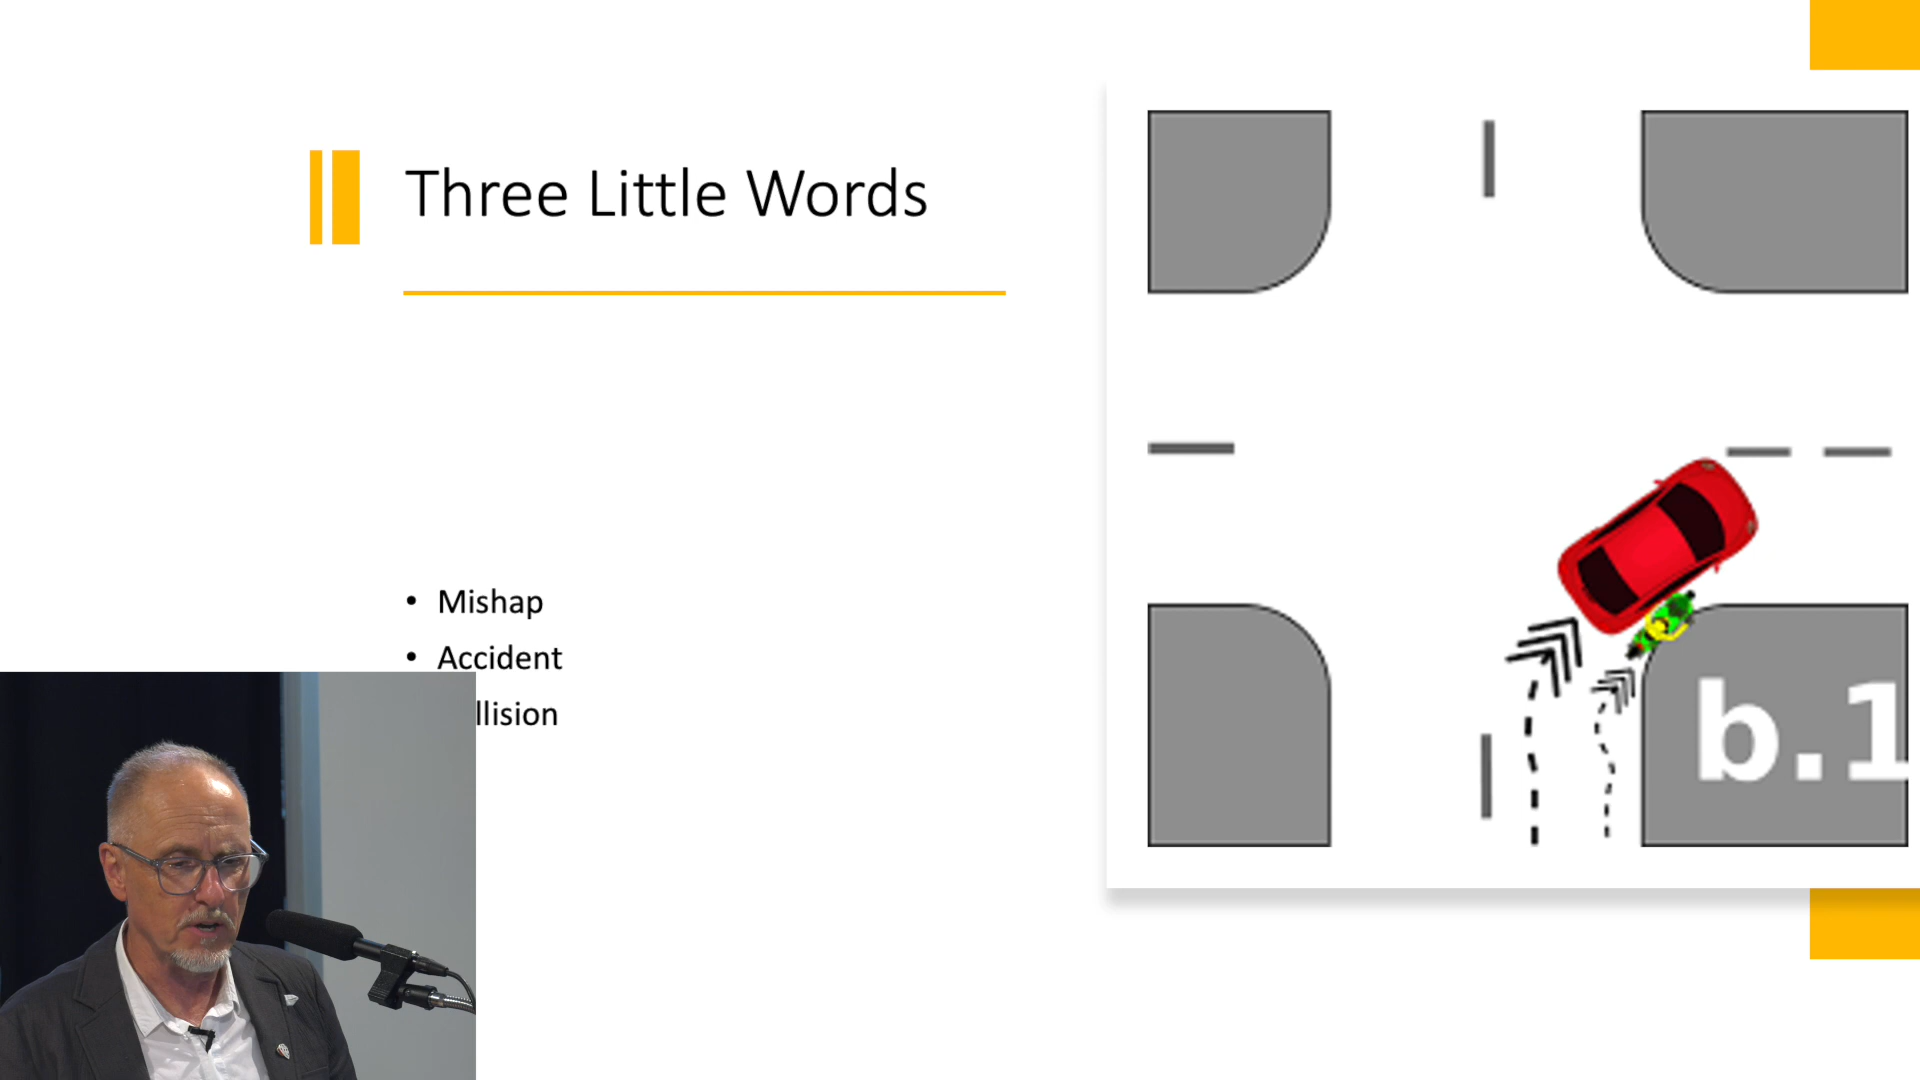 Three Little Words
• Mishap
• Accident
llision
b.1